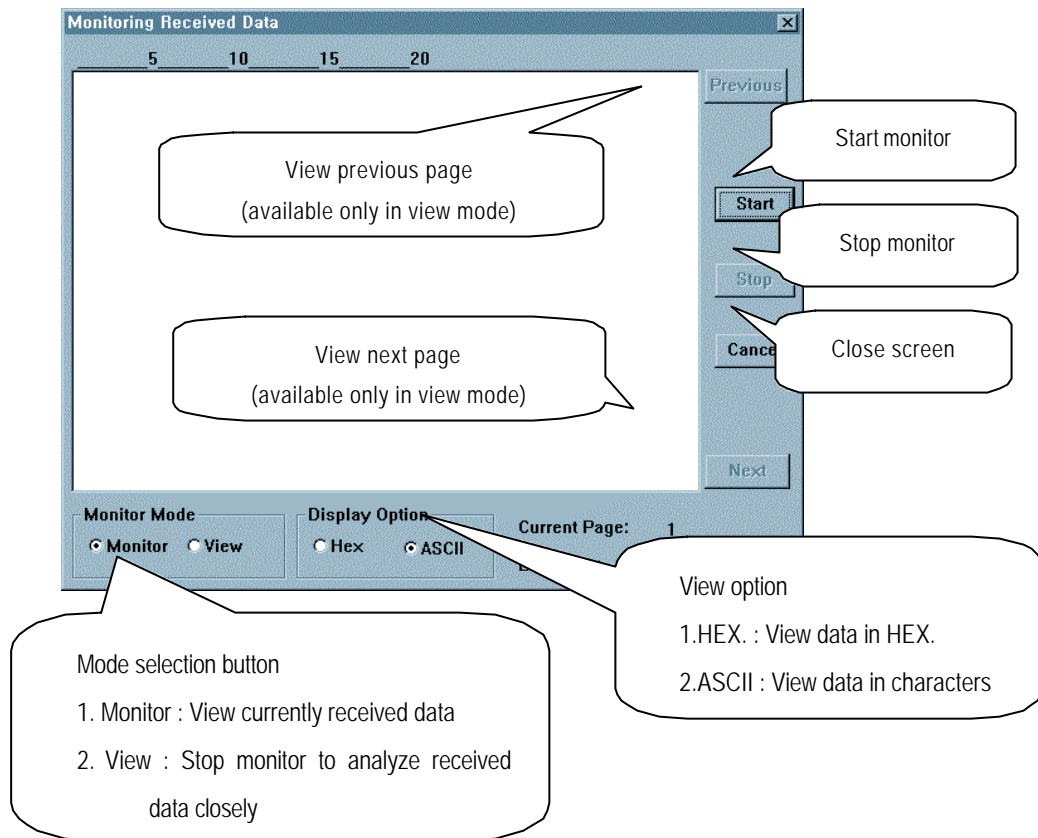 Monitoring Received Data
5 10 15 20
Previous
Start monitor
View previous page
(available only in view mode)
Start
Stop monitor
Stop
View next page
(available only in view mode)
Cancel
Close screen
Next
Monitor Mode
Monitor View
Display Option
Hex ASCII
Current Page: 1
View option
1.HEX. : View data in HEX.
2.ASCII : View data in characters
Mode selection button
1. Monitor : View currently received data
2. View : Stop monitor to analyze received
data closely